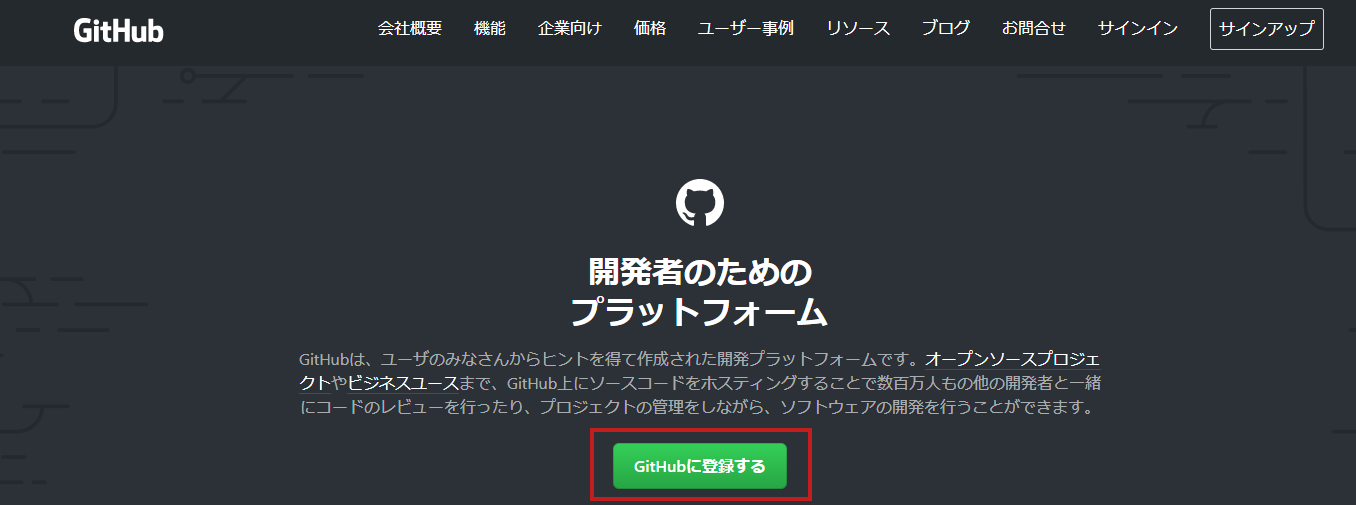 GitHub 会社概要 機能 企業向け 価格 ユーザー事例 リソース ブログ お問合せ サインイン サインアップ
開発者のための
プラットフォーム
GitHubは、ユーザのみなさんからヒントを得て作成された開発プラットフォームです。オープンソースプロジェ
クトやビジネスユースまで、GitHub上にソースコードをホスティングすることで数百万人もの他の開発者と一緒
にコードのレビューを行ったり、プロジェクトの管理をしながら、ソフトウェアの開発を行うことができます。
GitHubに登録する